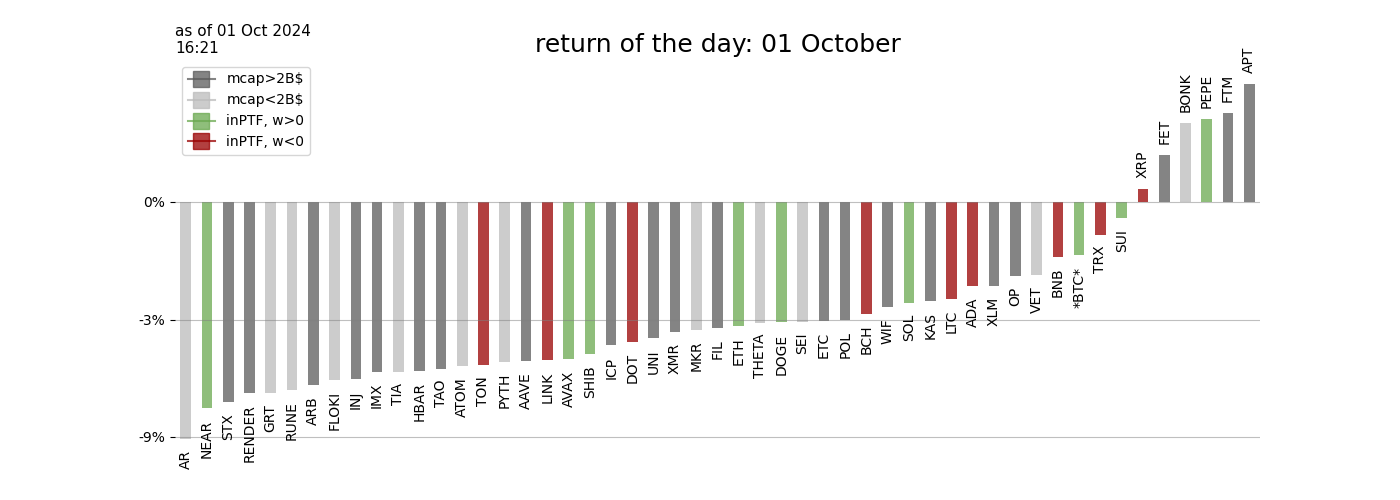 as of 01 Oct 2024
16:21
return of the day: 01 October
mcap>2B$
mcap<2B$
inPTF, w>0
inPTF, w<0
0%
-3%
-9%
AR
NEAR
STX
RENDER
GRT
RUNE
ARB
FLOKI
INJ
IMX
TIA
HBAR
TAO
ATOM
TON
PYTH
AAVE
LINK
AVAX
SHIB
ICP
DOT
UNI
XMR
MKR
FIL
ETH
THETA
DOGE
SEI
ETC
POL
BCH
WIF
SOL
KAS
LTC
ADA
XLM
OP
VET
BNB
*BTC*
TRX
SUI
XRP
FET
BONK
PEPE
FTM
APT